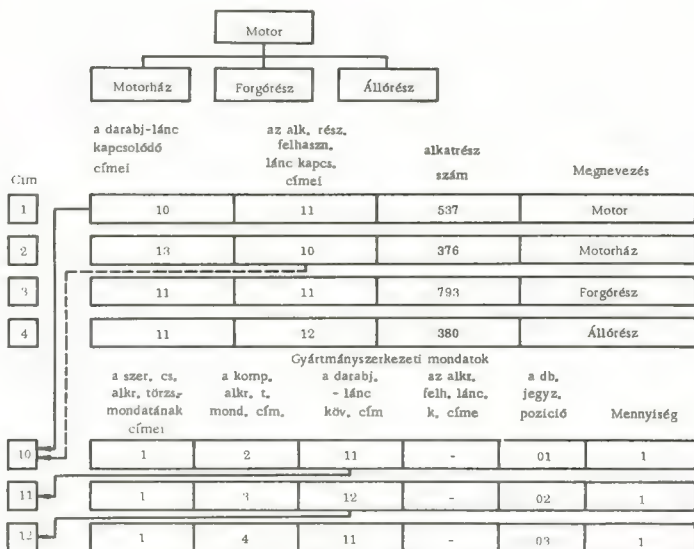 Motor
Motorház Forgórész Állórész
a darabj-lánc az alk. rész.
kapcsolódó felhaszn. alkatrész
címei lánc kapcs. szám Megnevezés
Cím címei
1 10 11 537 Motor
2 13 10 376 Motorház
3 11 11 793 Forgórész
4 11 12 380 Állórész
Gyártmányszerkezeti mondatok
a szer. cs. a komp. a darabj. az alkt. a db.
alkr. törzs- alkr. t. - lánc felh. lánc. jegyz.
mondatának mond. cím. köv. cím k. címe pozició Mennyiség
címei
10 1 2 11 - 01 1
11 1 3 12 - 02 1
12 1 4 11 - 03 1